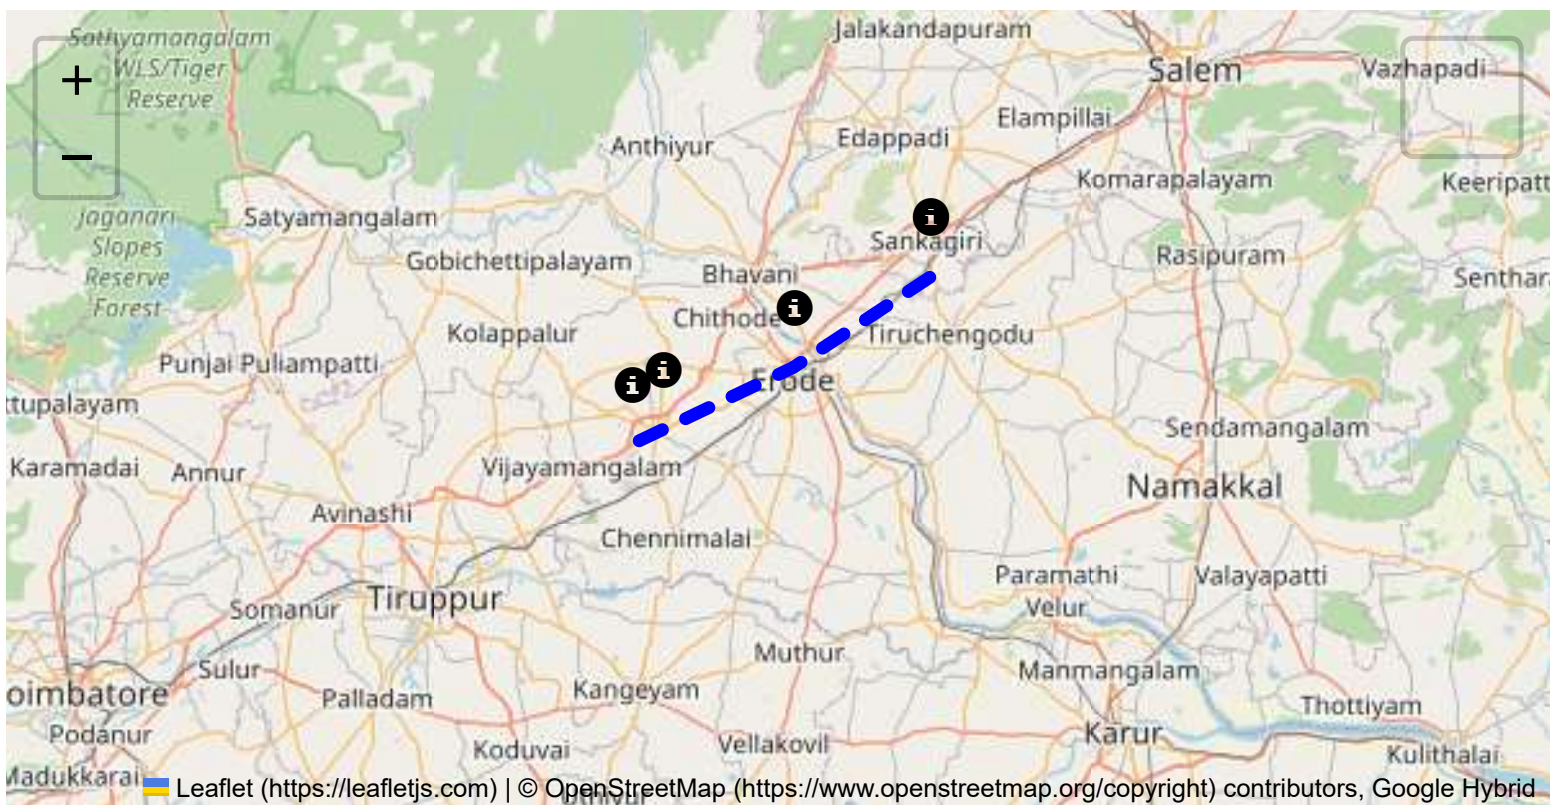 Jalakandapuram
Sathyamangalam
WLS/Tiger
Reserve
Salem
Vazhapadi
+
−
Elampillai
Edappadi
Anthiyur
Komarapalayam
Keeripatt
Jaganari
Slopes
Reserve
Forest
Satyamangalam
i
Sankagiri
Rasipuram
Gobichettipalayam
Bhavani
Senthar
i
Chithode
Kolappalur
Tiruchengodu
Punjai Puliampatti
i
i
Erode
ttupalayam
Sendamangalam
Karamadai
Annur
Vijayamangalam
Namakkal
Avinashi
Chennimalai
Paramathi
Velur
Valayapatti
Tiruppur
Somanur
Muthur
Sulur
Manmangalam
oimbatore
Palladam
Kangeyam
Thottiyam
Podanur
Karur
Koduvai
Vellakovil
Kulithalai
Madukkarai
Leaflet (https://leafletjs.com) | © OpenStreetMap (https://www.openstreetmap.org/copyright) contributors, Google Hybrid